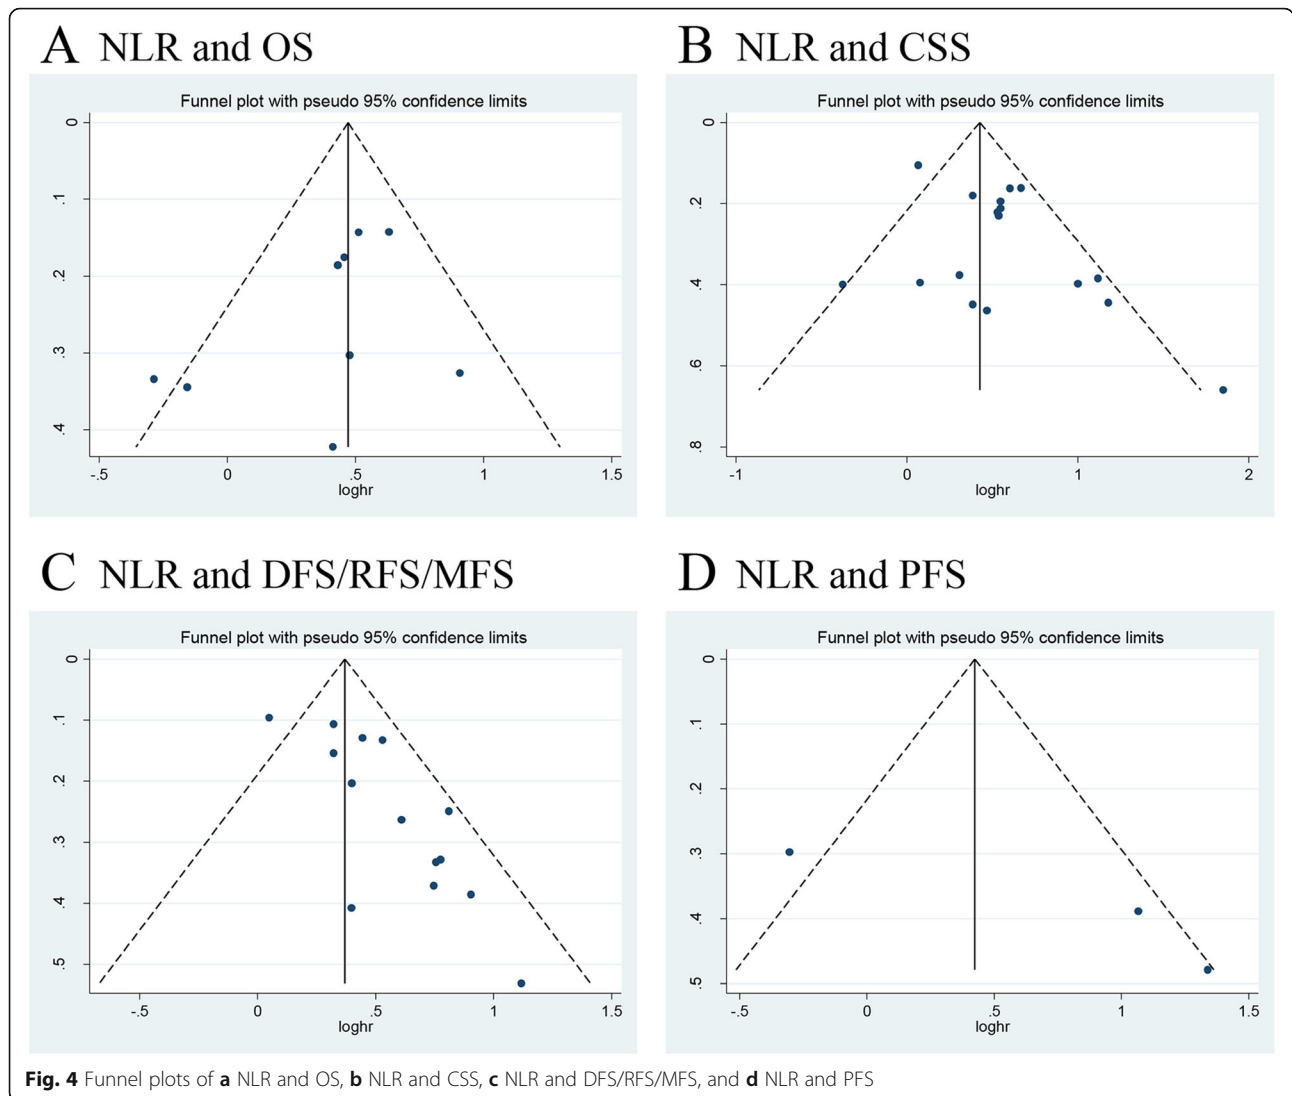 A NLR and OS
Funnel plot with pseudo 95% confidence limits
0
.1
.2
.3
.4
-.5 0 .5 1 1.5
loghr
B NLR and CSS
Funnel plot with pseudo 95% confidence limits
0
.2
.4
.6
.8
-1 0 1 2
loghr
C NLR and DFS/RFS/MFS
Funnel plot with pseudo 95% confidence limits
0
.1
.2
.3
.4
.5
-.5 0 .5 1 1.5
loghr
D NLR and PFS
Funnel plot with pseudo 95% confidence limits
0
.1
.2
.3
.4
.5
-.5 0 .5 1 1.5
loghr
Fig. 4 Funnel plots of a NLR and OS, b NLR and CSS, c NLR and DFS/RFS/MFS, and d NLR and PFS